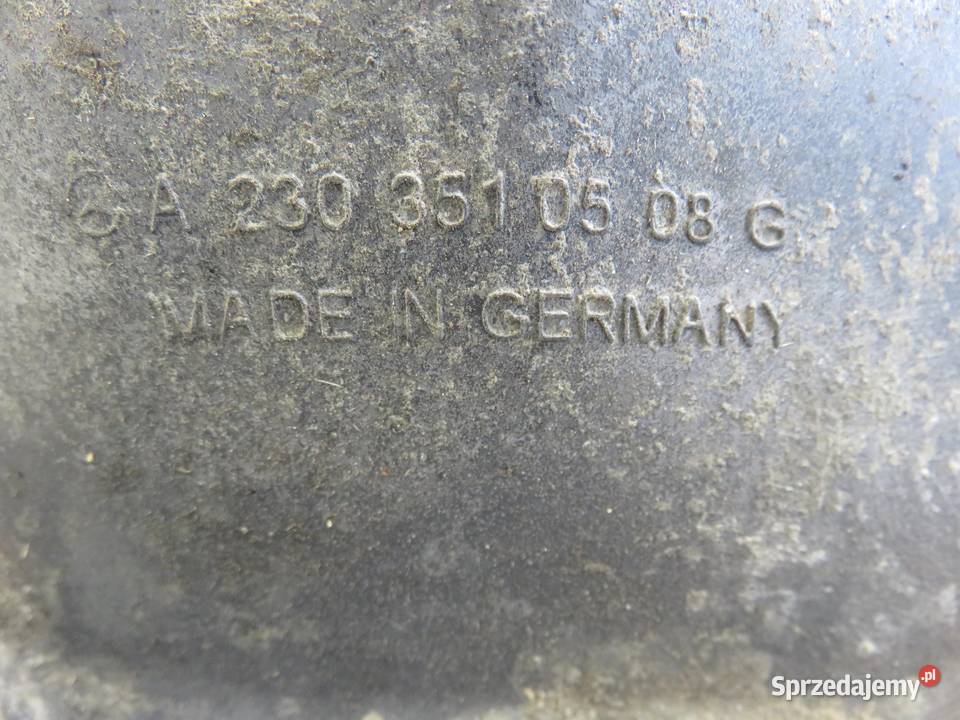 A 230 351 05 08 G
MADE IN GERMANY
Sprzedajemy.pl